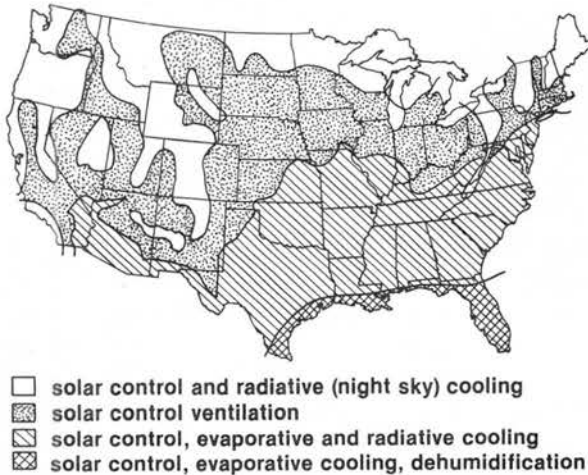 solar control and radiative (night sky) cooling
solar control ventilation
solar control, evaporative and radiative cooling
solar control, evaporative cooling, dehumidification